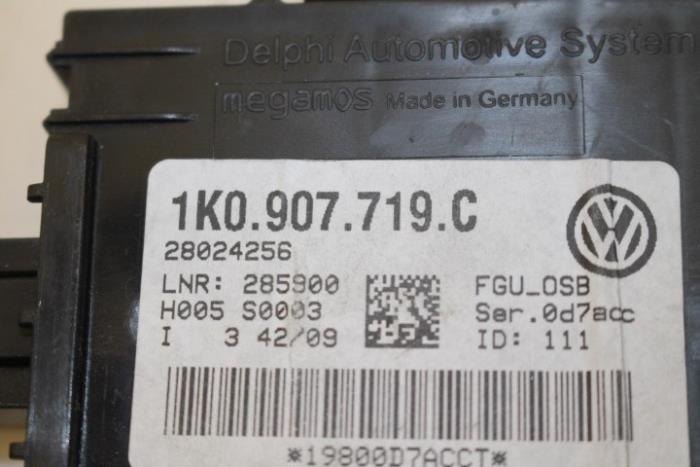 Delphi Automotive System
megamos Made in Germany
1K0.907.719.C
28024256
LNR: 285900 FGU_OSB
H005 S0003 Ser.0d7acc
I 3 42/09 ID: 111
*19800D7ACCT*
VW